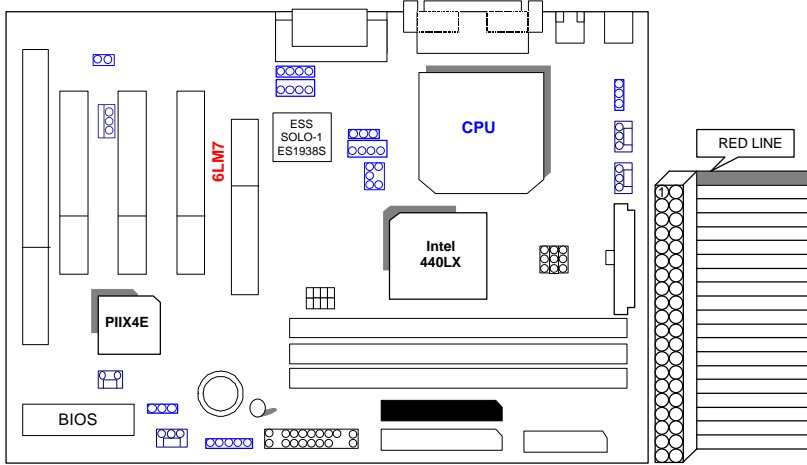 ESS
SOLO-1
ES1938S
CPU
6LM7
RED LINE
1
Intel
440LX
PIIX4E
BIOS